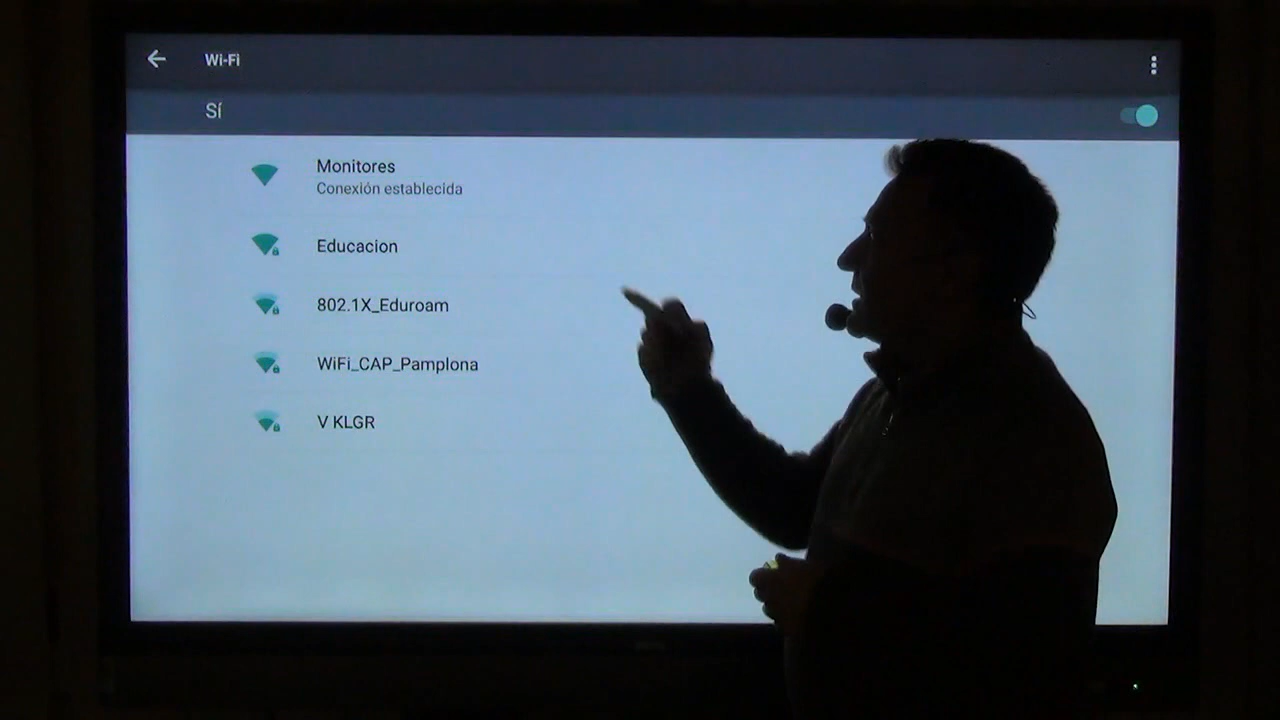 Wi-Fi
Sí
Monitores
Conexión establecida
Educacion
802.1X_Eduroam
WiFi_CAP_Pamplona
V KLGR